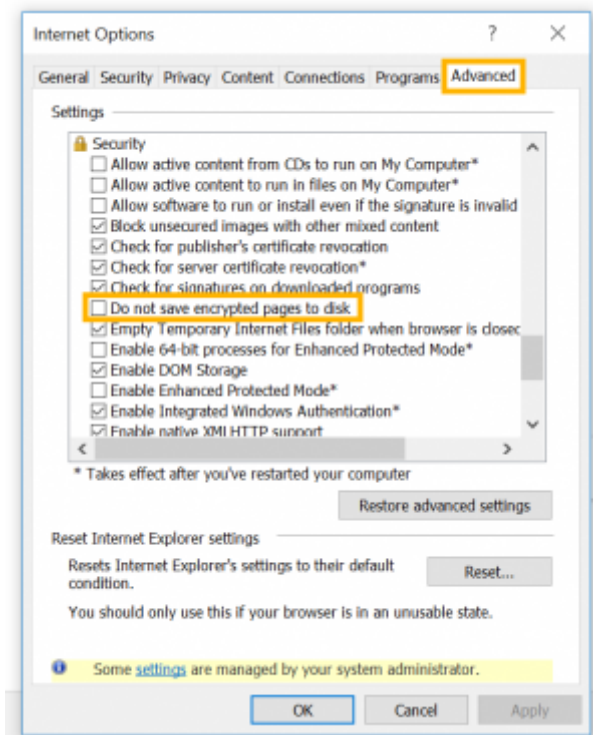 Internet Options ? ×
General Security Privacy Content Connections Programs Advanced
Settings
Security
Allow active content from CDs to run on My Computer*
Allow active content to run in files on My Computer*
Allow software to run or install even if the signature is invalid
Block unsecured images with other mixed content
Check for publisher's certificate revocation
Check for server certificate revocation*
Check for signatures on downloaded programs
Do not save encrypted pages to disk
Empty Temporary Internet Files folder when browser is closec
Enable 64-bit processes for Enhanced Protected Mode*
Enable DOM Storage
Enable Enhanced Protected Mode*
Enable Integrated Windows Authentication*
Enable native XMLHTTP support
* Takes effect after you've restarted your computer
Restore advanced settings
Reset Internet Explorer settings
Resets Internet Explorer's settings to their default
condition.
Reset...
You should only use this if your browser is in an unusable state.
Some settings are managed by your system administrator.
OK Cancel Apply